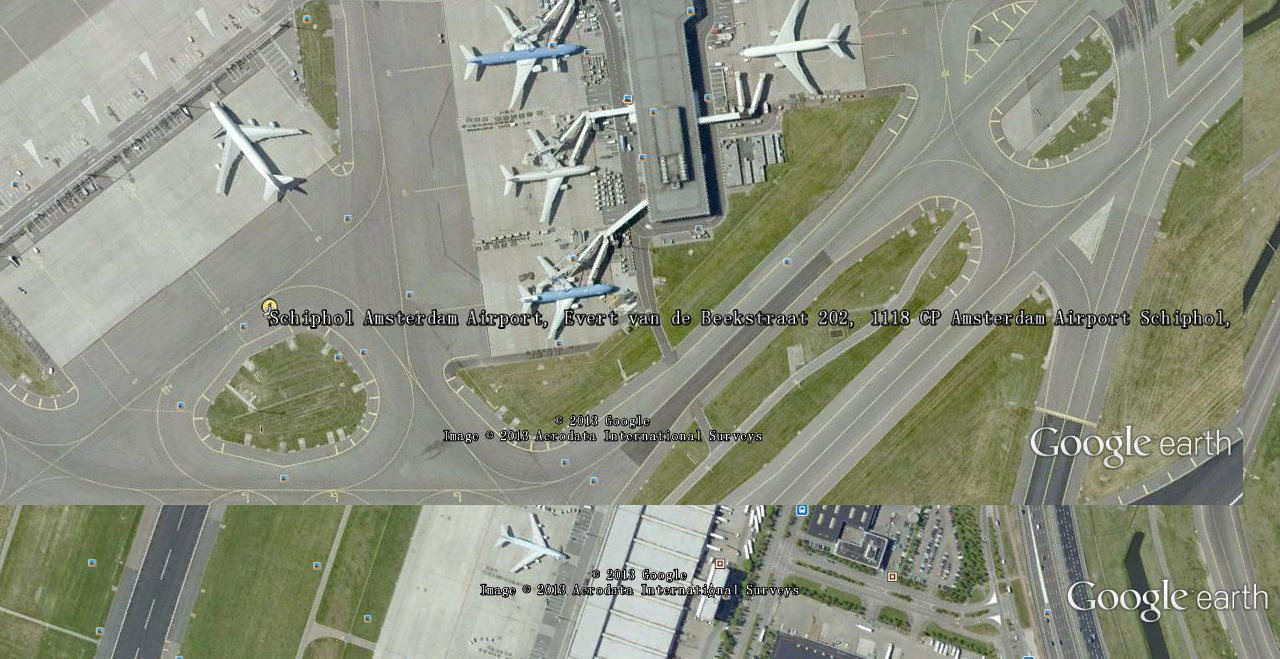 Schiphol Amsterdam Airport, Evert van de Beekstraat 202, 1118 CP Amsterdam Airport Schiphol,
© 2013 Google
Image © 2013 Aerodata International Surveys
Google earth
© 2013 Google
Image © 2013 Aerodata International Surveys
Google earth